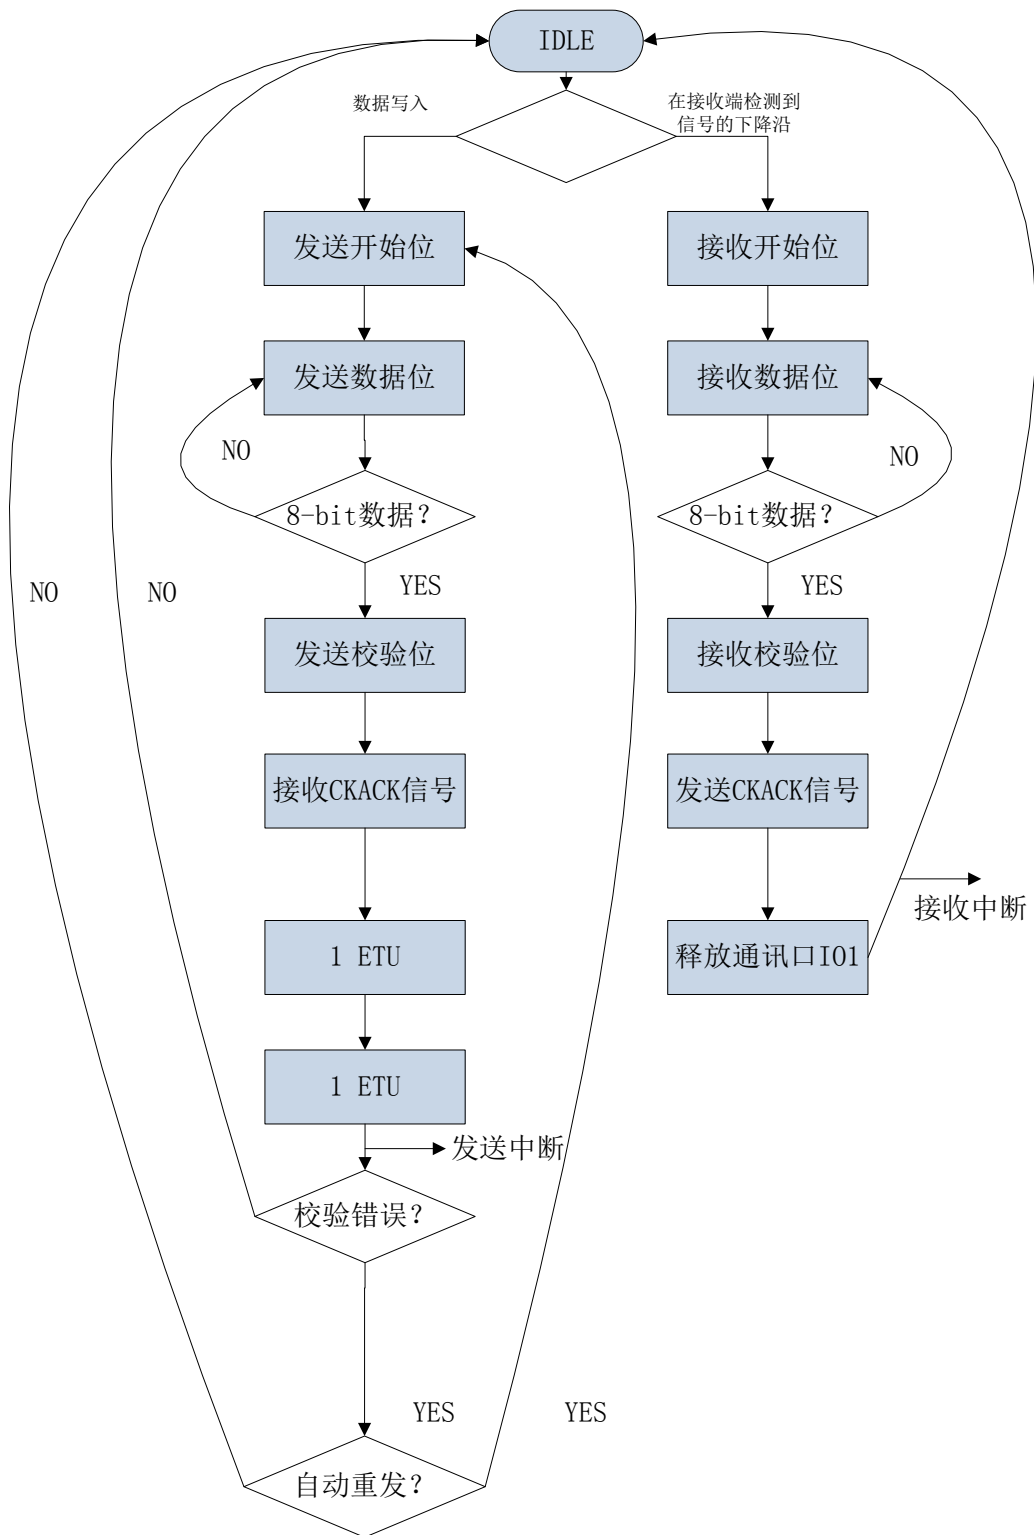 IDLE
数据写入
在接收端检测到
信号的下降沿
发送开始位
接收开始位
发送数据位
接收数据位
NO
NO
8-bit数据？
8-bit数据？
YES
YES
NO
NO
发送校验位
接收校验位
接收CKACK信号
发送CKACK信号
接收中断
1 ETU
释放通讯口IO1
1 ETU
发送中断
校验错误？
YES
YES
自动重发？